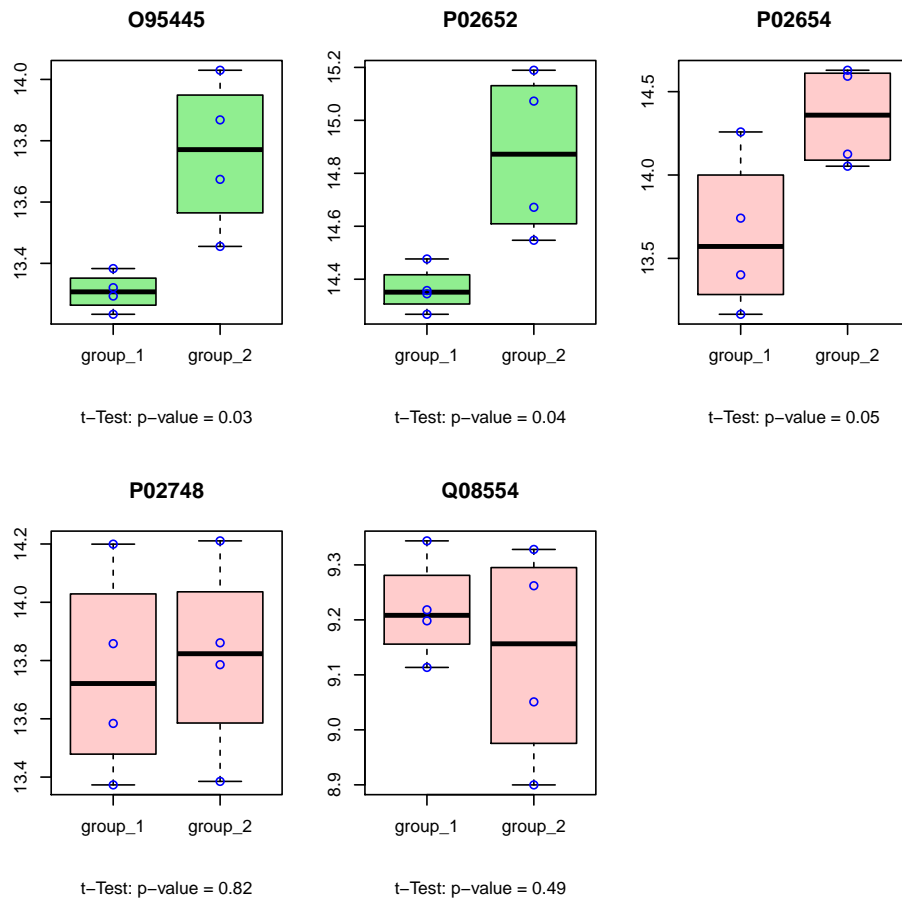 O95445
14.0
13.8
13.6
13.4
group_1 group_2
t−Test: p−value = 0.03
P02652
15.2
15.0
14.8
14.6
14.4
group_1 group_2
t−Test: p−value = 0.04
P02654
14.5
14.0
13.5
group_1 group_2
t−Test: p−value = 0.05
P02748
14.2
14.0
13.8
13.6
13.4
group_1 group_2
t−Test: p−value = 0.82
Q08554
9.3
9.2
9.1
9.0
8.9
group_1 group_2
t−Test: p−value = 0.49